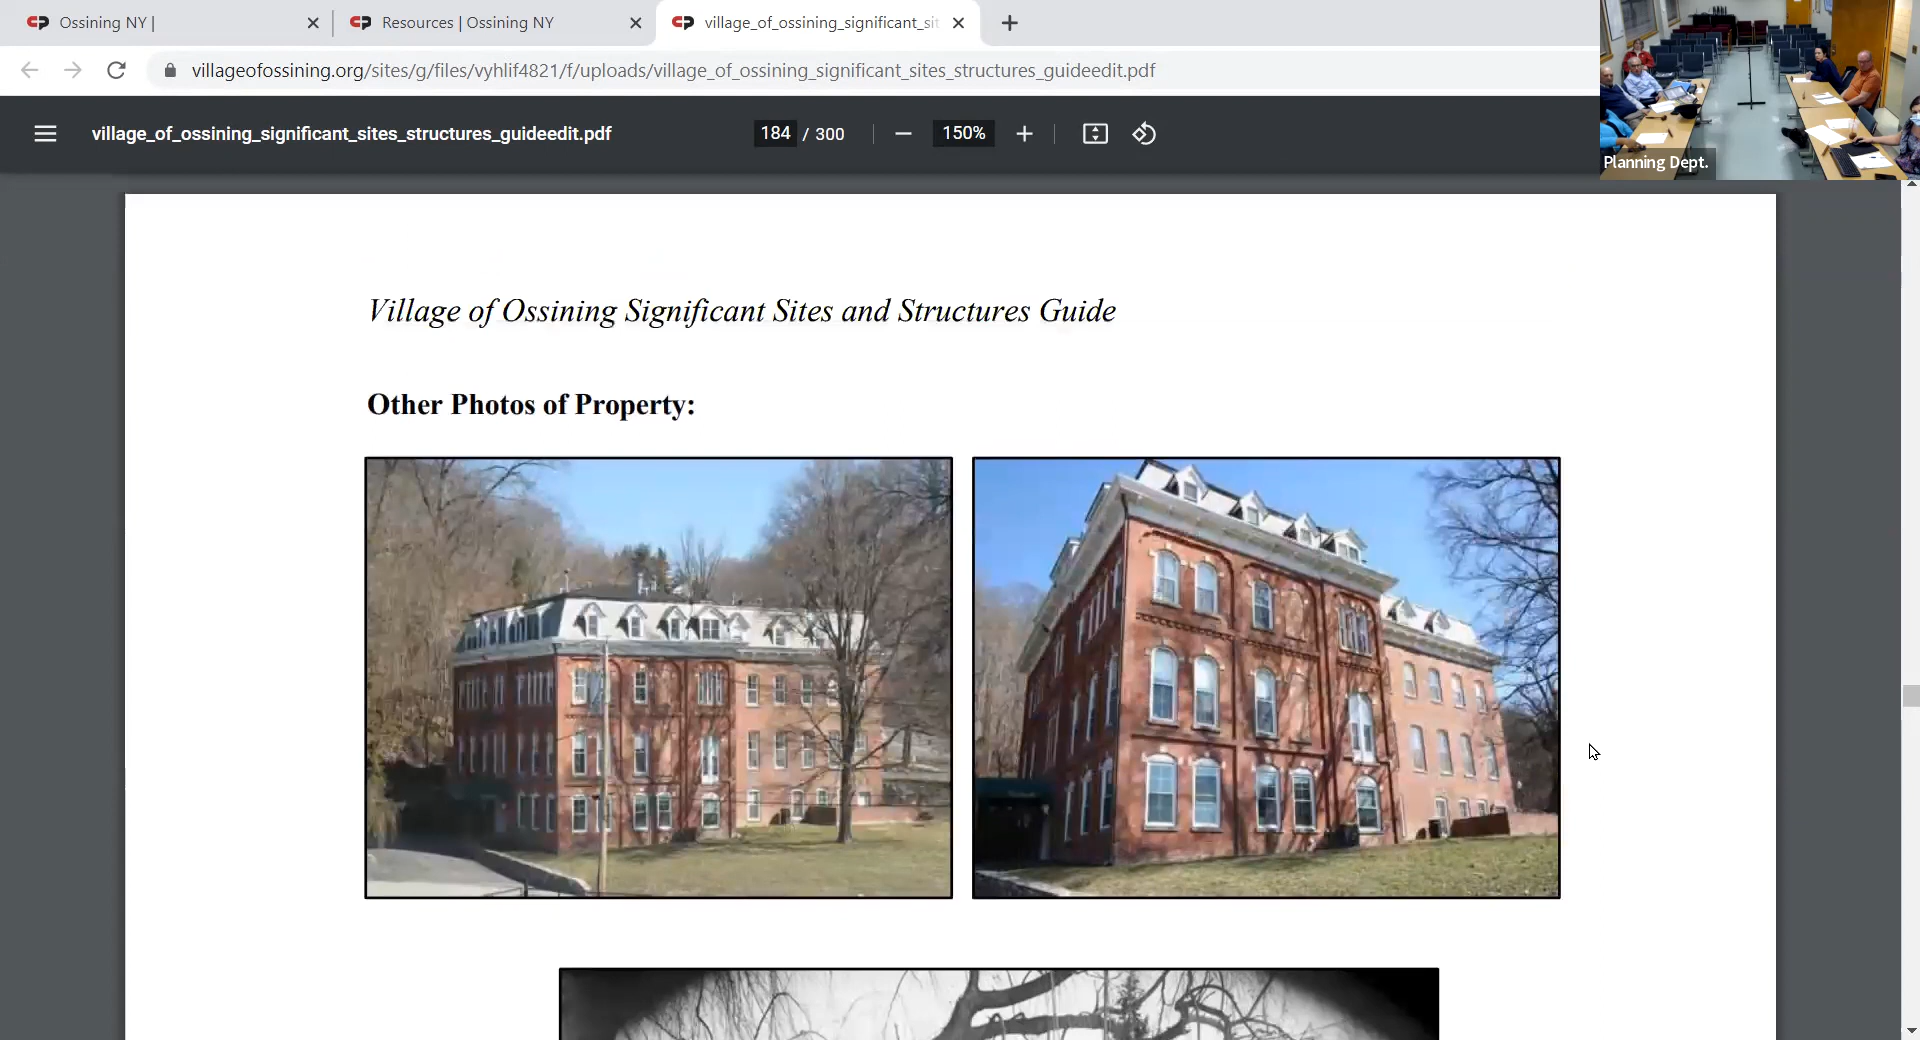 Ossining NY |
Resources | Ossining NY
village_of_ossining_significant_sit
villageofossining.org/sites/g/files/vyhlif4821/f/uploads/village_of_ossining_significant_sites_structures_guideedit.pdf
village_of_ossining_significant_sites_structures_guideedit.pdf
184 / 300
150%
Planning Dept.
Village of Ossining Significant Sites and Structures Guide
Other Photos of Property: